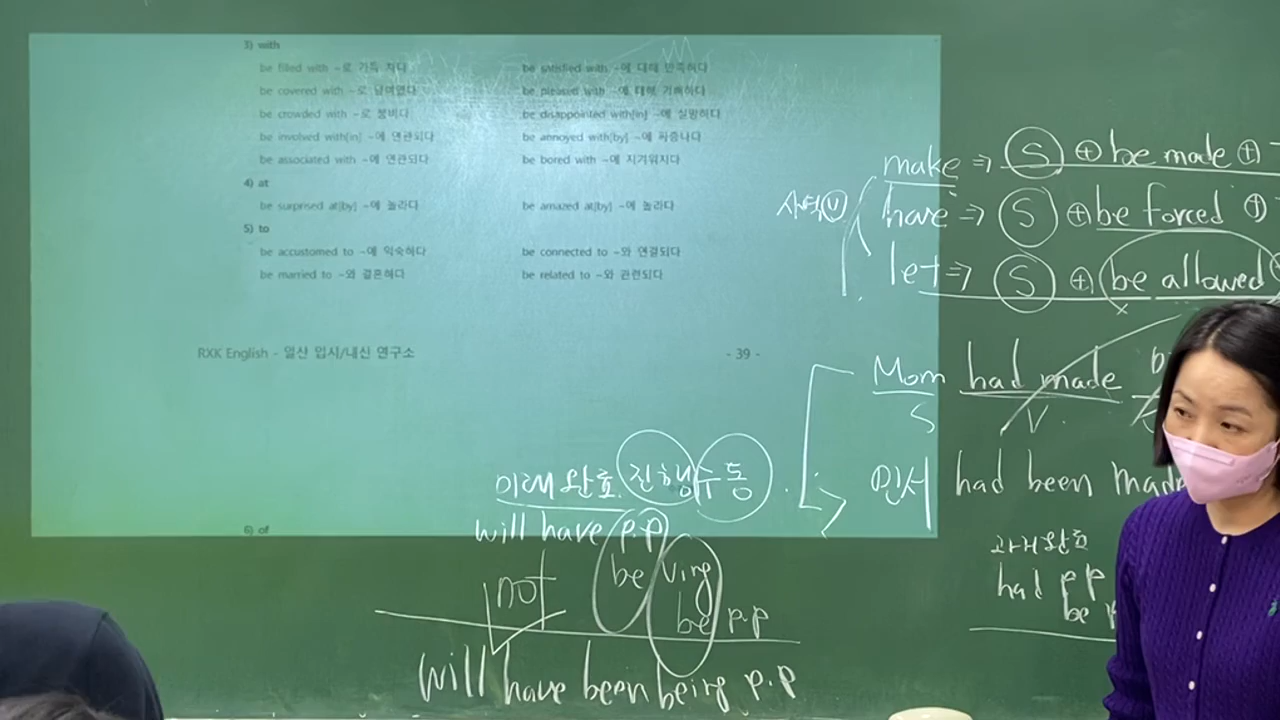 3) with
be filled with ~로 가득 차다
be satisfied with ~에 대해 만족하다
be covered with ~로 덮여있다
be pleased with ~에 대해 기뻐하다
be crowded with ~로 붐비다
be disappointed with[in] ~에 실망하다
be involved with[in] ~에 연관되다
be annoyed with[by] ~에 짜증나다
be associated with ~에 연관되다
be bored with ~에 지겨워지다
4) at
be surprised at[by] ~에 놀라다
be amazed at[by] ~에 놀라다
5) to
be accustomed to ~에 익숙하다
be connected to ~와 연결되다
be married to ~와 결혼하다
be related to ~와 관련되다
RXK English - 일산 입시/내신 연구소
- 39 -
6) of
사역Ⓥ
make ⇒ Ⓢ ⊕ be made ⊕
have ⇒ Ⓢ ⊕ be forced ⊕
let ⇒ Ⓢ ⊕ be allowed
Mom had made
S V
민서 had been made
과거완료
had p.p
be
미래완료 진행수동
will have p.p
not be Ving
be p.p
will have been being p.p